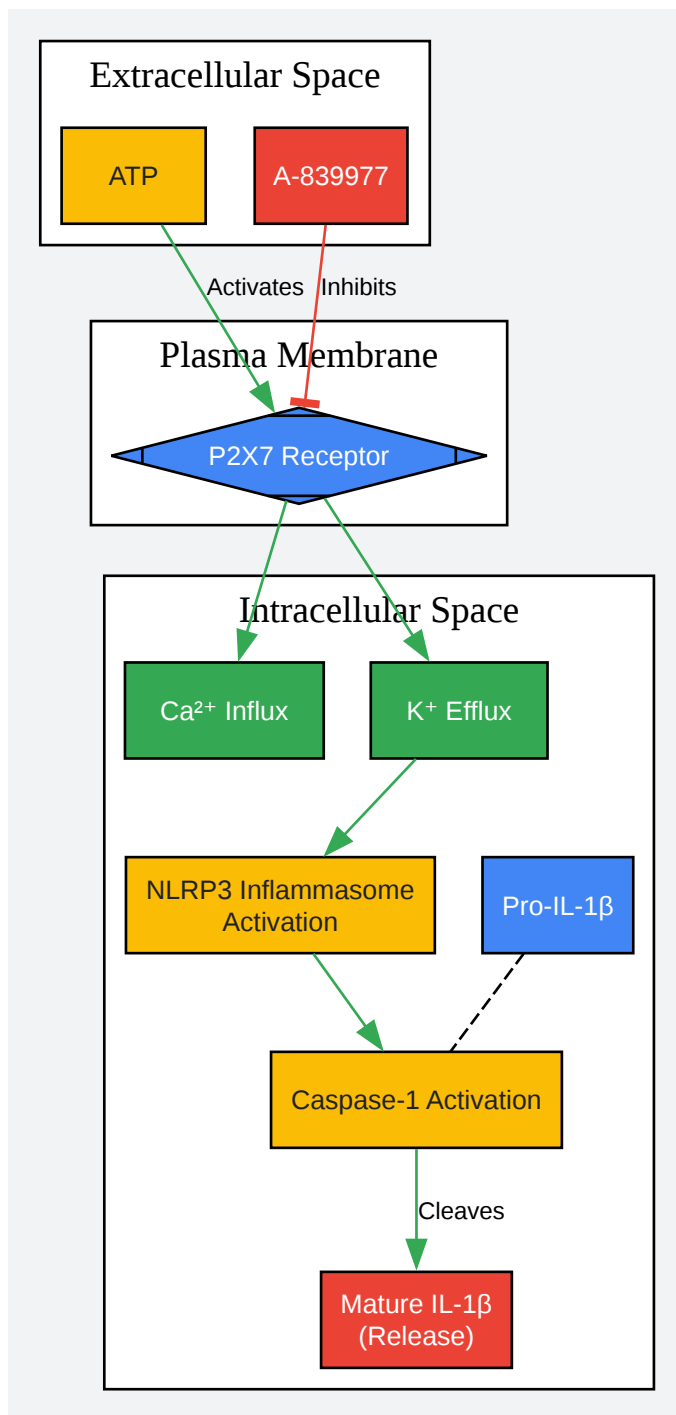 Extracellular Space
ATP
A-839977
Activates
Inhibits
Plasma Membrane
P2X7 Receptor
Intracellular Space
Ca²⁺ Influx
K⁺ Efflux
NLRP3 Inflammasome
Activation
Pro-IL-1β
Caspase-1 Activation
Cleaves
Mature IL-1β
(Release)